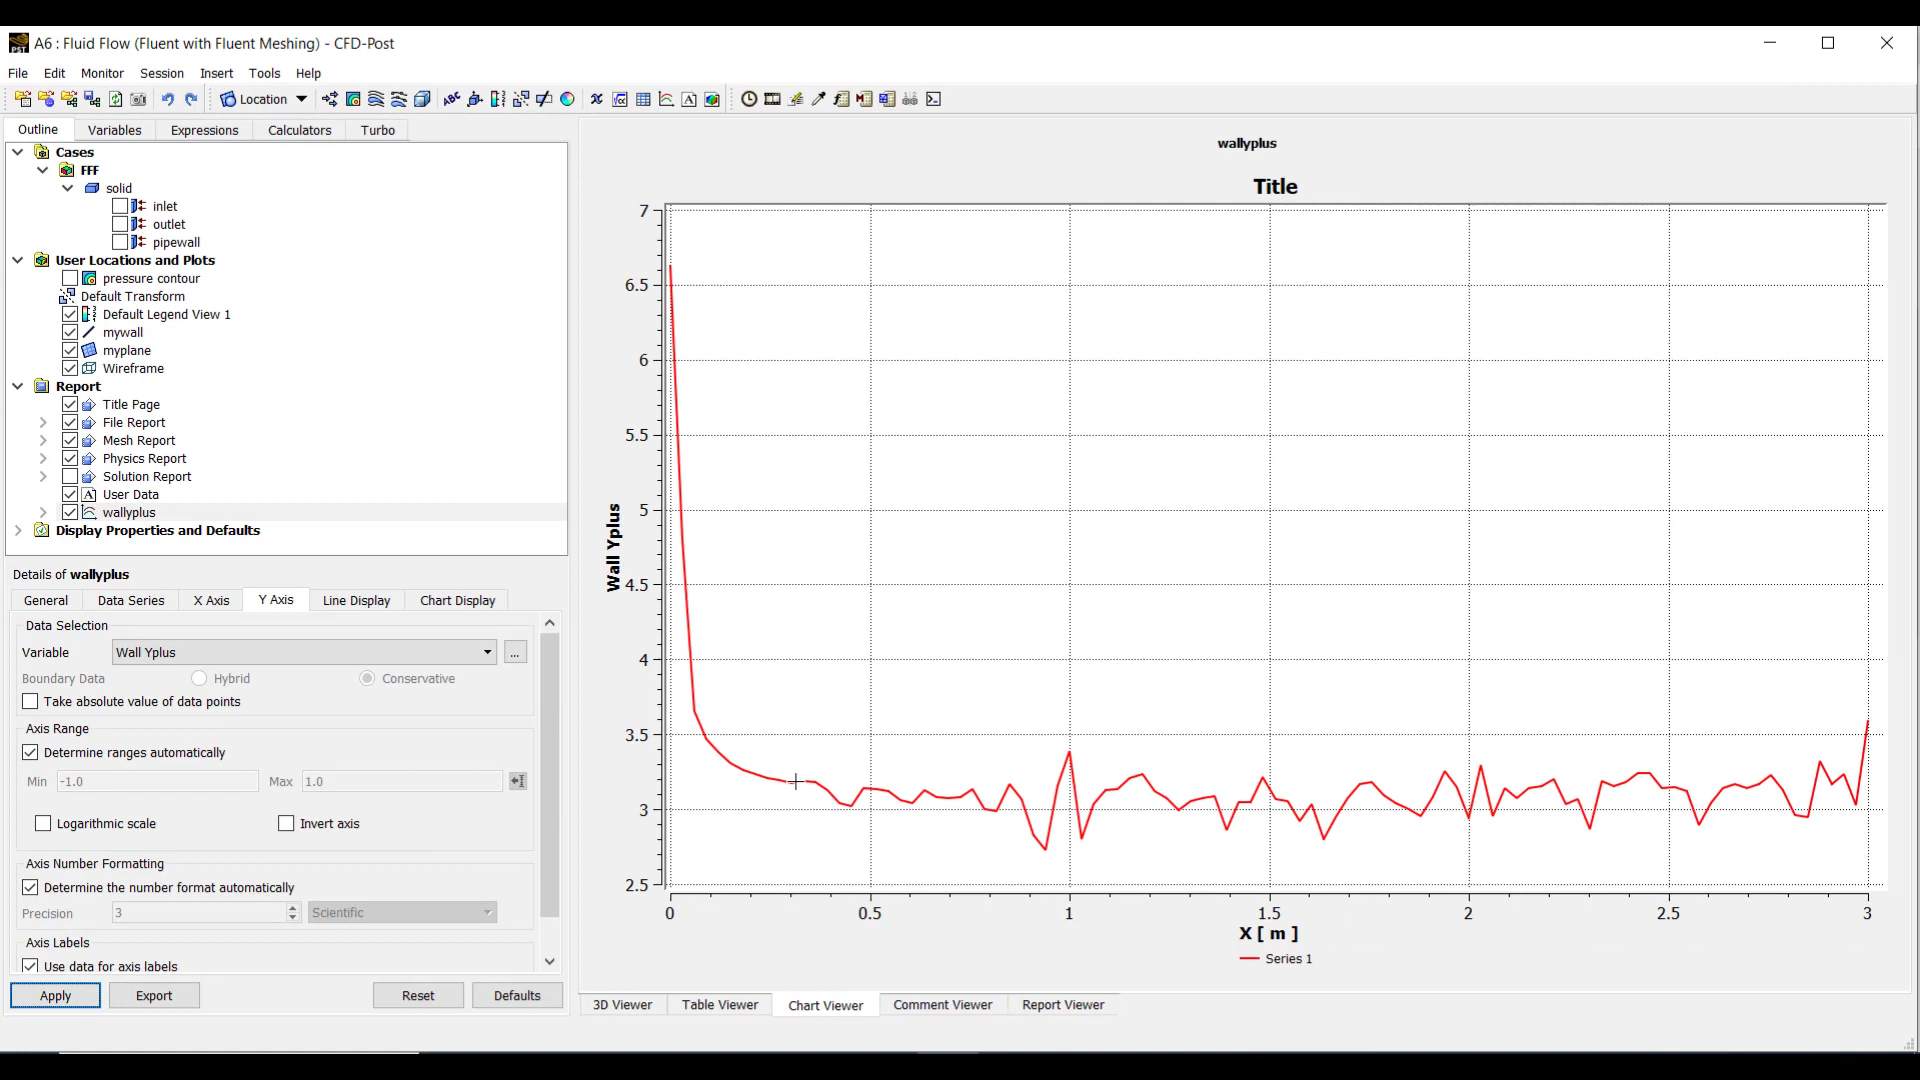 A6 : Fluid Flow (Fluent with Fluent Meshing) - CFD-Post
File Edit Monitor Session Insert Tools Help
Location
Outline Variables Expressions Calculators Turbo
Cases
FFF
solid
inlet
outlet
pipewall
User Locations and Plots
pressure contour
Default Transform
Default Legend View 1
mywall
myplane
Wireframe
Report
Title Page
File Report
Mesh Report
Physics Report
Solution Report
User Data
wallyplus
Display Properties and Defaults
Details of wallyplus
General Data Series X Axis Y Axis Line Display Chart Display
Data Selection
Variable Wall Yplus ...
Boundary Data Hybrid Conservative
Take absolute value of data points
Axis Range
Determine ranges automatically
Min -1.0 Max 1.0
Logarithmic scale Invert axis
Axis Number Formatting
Determine the number format automatically
Precision 3 Scientific
Axis Labels
Use data for axis labels
Apply Export Reset Defaults
wallyplus
Title
7
6.5
6
5.5
5
4.5
4
3.5
3
2.5
Wall Yplus
0 0.5 1 1.5 2 2.5 3
X [ m ]
Series 1
3D Viewer Table Viewer Chart Viewer Comment Viewer Report Viewer